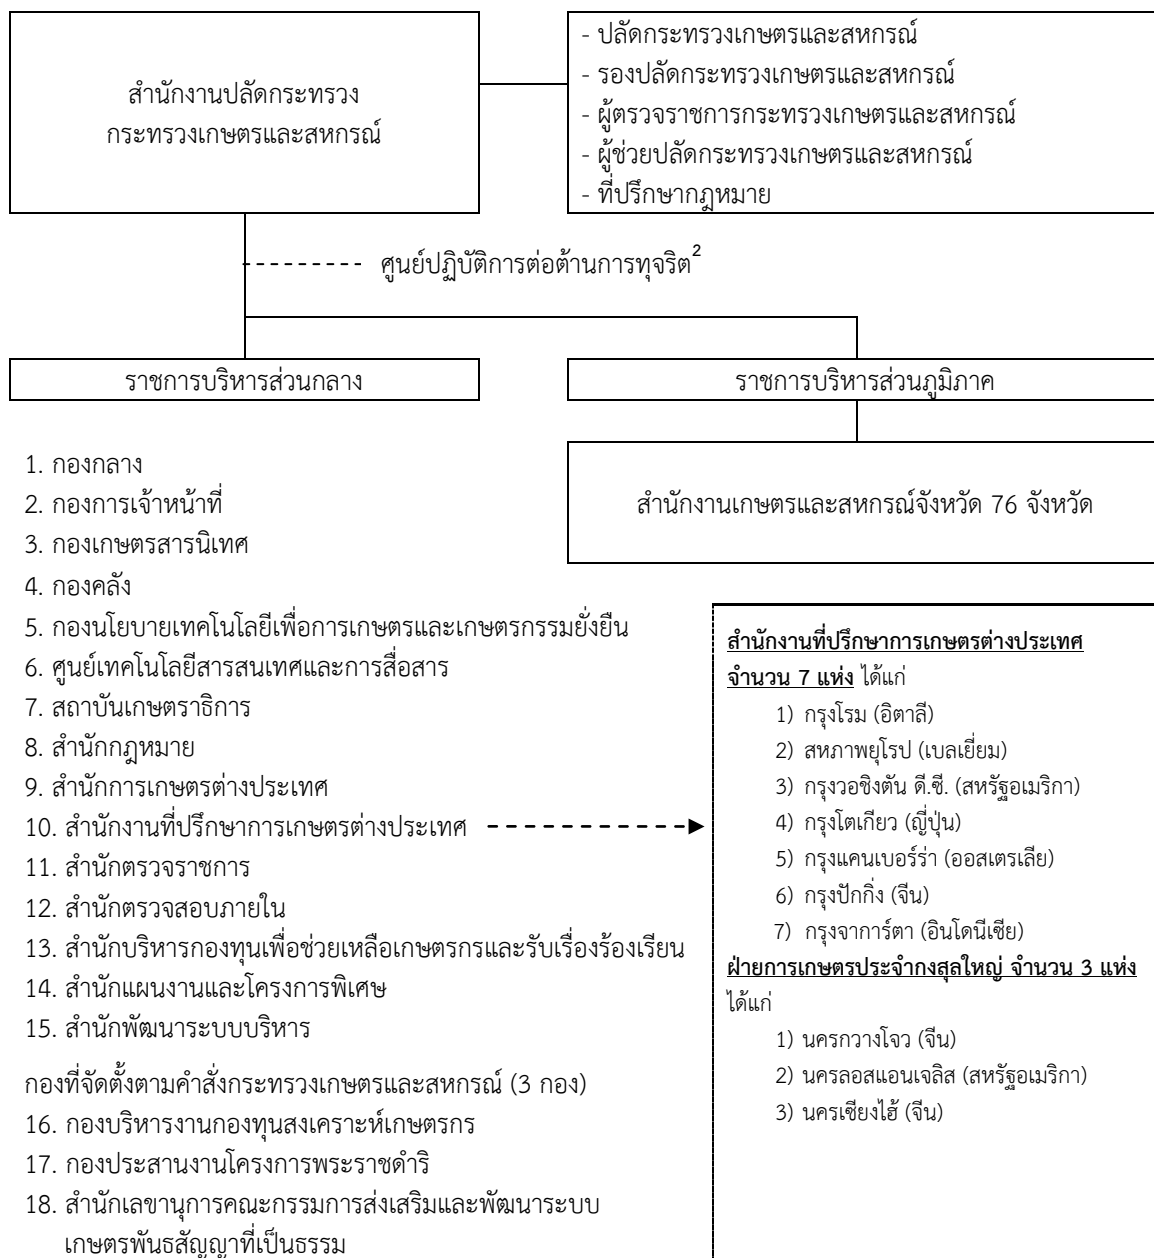 สำนักงานปลัดกระทรวง
กระทรวงเกษตรและสหกรณ์
- ปลัดกระทรวงเกษตรและสหกรณ์
- รองปลัดกระทรวงเกษตรและสหกรณ์
- ผู้ตรวจราชการกระทรวงเกษตรและสหกรณ์
- ผู้ช่วยปลัดกระทรวงเกษตรและสหกรณ์
- ที่ปรึกษากฎหมาย
ศูนย์ปฏิบัติการต่อต้านการทุจริต²
ราชการบริหารส่วนกลาง
ราชการบริหารส่วนภูมิภาค
สำนักงานเกษตรและสหกรณ์จังหวัด 76 จังหวัด
1. กองกลาง
2. กองการเจ้าหน้าที่
3. กองเกษตรสารนิเทศ
4. กองคลัง
5. กองนโยบายเทคโนโลยีเพื่อการเกษตรและเกษตรกรรมยั่งยืน
6. ศูนย์เทคโนโลยีสารสนเทศและการสื่อสาร
7. สถาบันเกษตราธิการ
8. สำนักกฎหมาย
9. สำนักการเกษตรต่างประเทศ
10. สำนักงานที่ปรึกษาการเกษตรต่างประเทศ
11. สำนักตรวจราชการ
12. สำนักตรวจสอบภายใน
13. สำนักบริหารกองทุนเพื่อช่วยเหลือเกษตรกรและรับเรื่องร้องเรียน
14. สำนักแผนงานและโครงการพิเศษ
15. สำนักพัฒนาระบบบริหาร
กองที่จัดตั้งตามคำสั่งกระทรวงเกษตรและสหกรณ์ (3 กอง)
16. กองบริหารงานกองทุนสงเคราะห์เกษตรกร
17. กองประสานงานโครงการพระราชดำริ
18. สำนักเลขานุการคณะกรรมการส่งเสริมและพัฒนาระบบ
เกษตรพันธสัญญาที่เป็นธรรม
สำนักงานที่ปรึกษาการเกษตรต่างประเทศ
จำนวน 7 แห่ง ได้แก่
1) กรุงโรม (อิตาลี)
2) สหภาพยุโรป (เบลเยี่ยม)
3) กรุงวอชิงตัน ดี.ซี. (สหรัฐอเมริกา)
4) กรุงโตเกียว (ญี่ปุ่น)
5) กรุงแคนเบอร์ร่า (ออสเตรเลีย)
6) กรุงปักกิ่ง (จีน)
7) กรุงจาการ์ตา (อินโดนีเซีย)
ฝ่ายการเกษตรประจำกงสุลใหญ่ จำนวน 3 แห่ง
ได้แก่
1) นครกวางโจว (จีน)
2) นครลอสแอนเจลิส (สหรัฐอเมริกา)
3) นครเซียงไฮ้ (จีน)